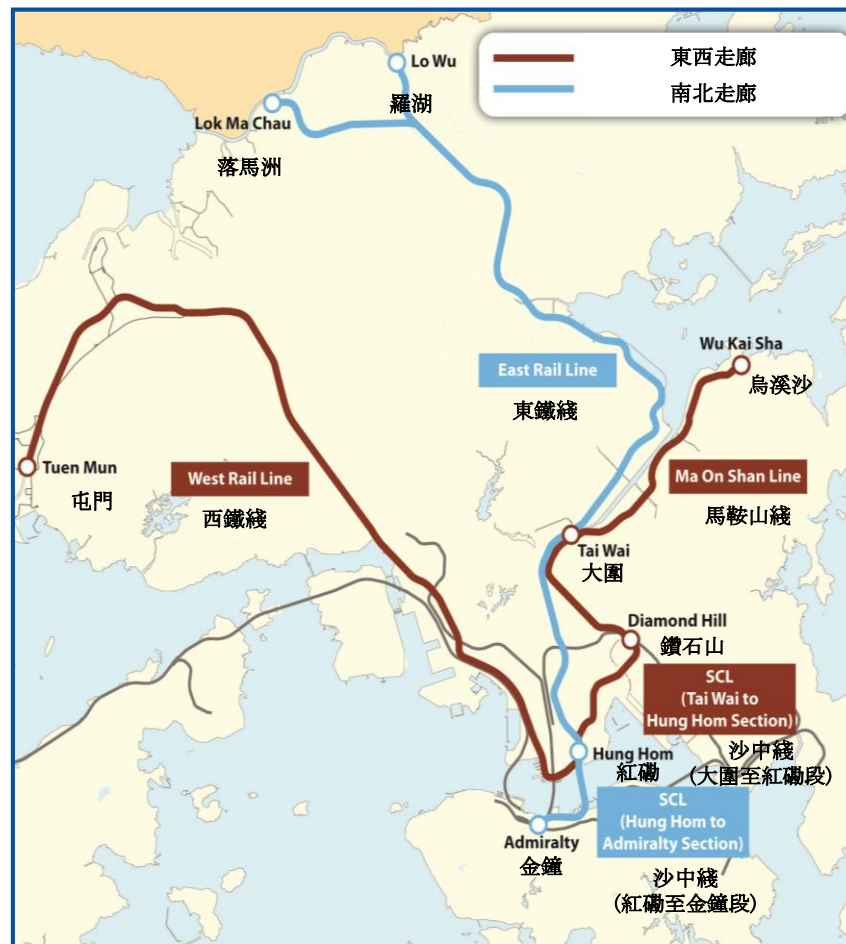 東西走廊
南北走廊
Lo Wu
羅湖
Lok Ma Chau
落馬洲
Wu Kai Sha
烏溪沙
East Rail Line
東鐵綫
Tuen Mun
屯門
West Rail Line
西鐵綫
Ma On Shan Line
馬鞍山綫
Tai Wai
大圍
Diamond Hill
鑽石山
SCL
(Tai Wai to
Hung Hom Section)
沙中綫
(大圍至紅磡段)
Hung Hom
紅磡
SCL
(Hung Hom to
Admiralty Section)
沙中綫
(紅磡至金鐘段)
Admiralty
金鐘